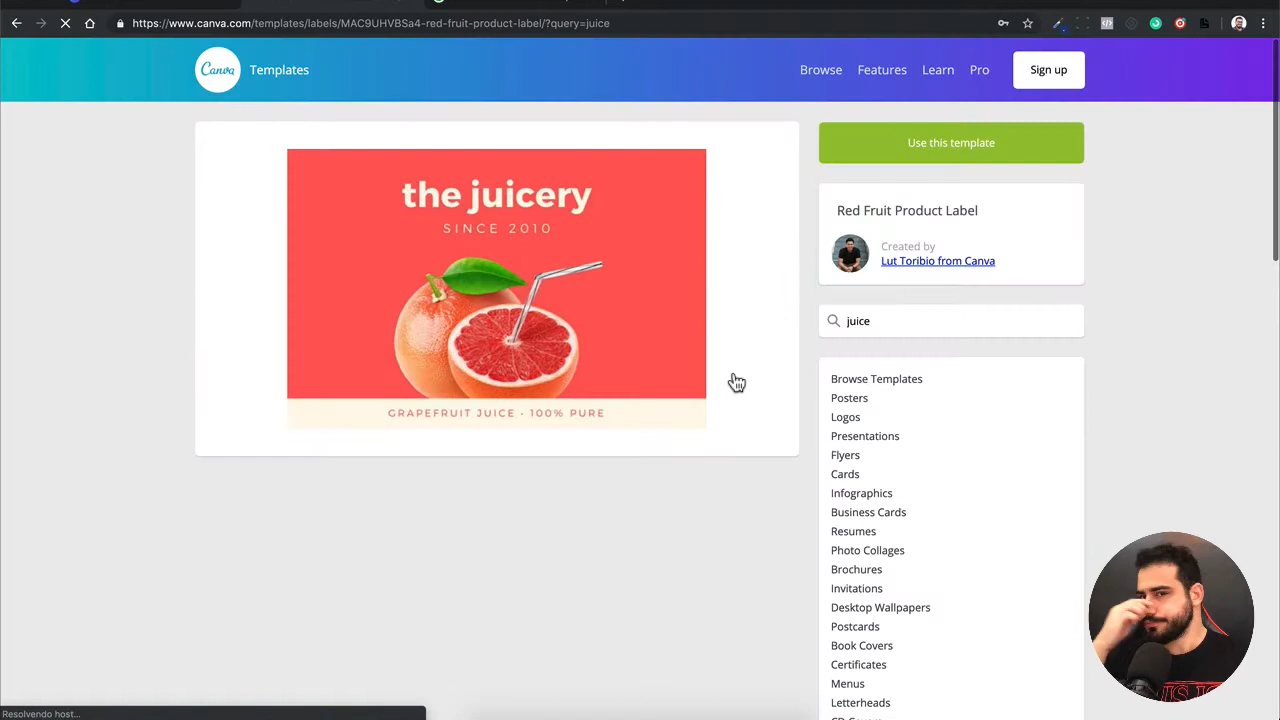 https://www.canva.com/templates/labels/MAC9UHVBSa4-red-fruit-product-label/?query=juice
Canva
Templates
Browse
Features
Learn
Pro
Sign up
the juicery
SINCE 2010
GRAPEFRUIT JUICE · 100% PURE
Use this template
Red Fruit Product Label
Created by
Lut Toribio from Canva
juice
Browse Templates
Posters
Logos
Presentations
Flyers
Cards
Infographics
Business Cards
Resumes
Photo Collages
Brochures
Invitations
Desktop Wallpapers
Postcards
Book Covers
Certificates
Menus
Letterheads
Resolvendo host...